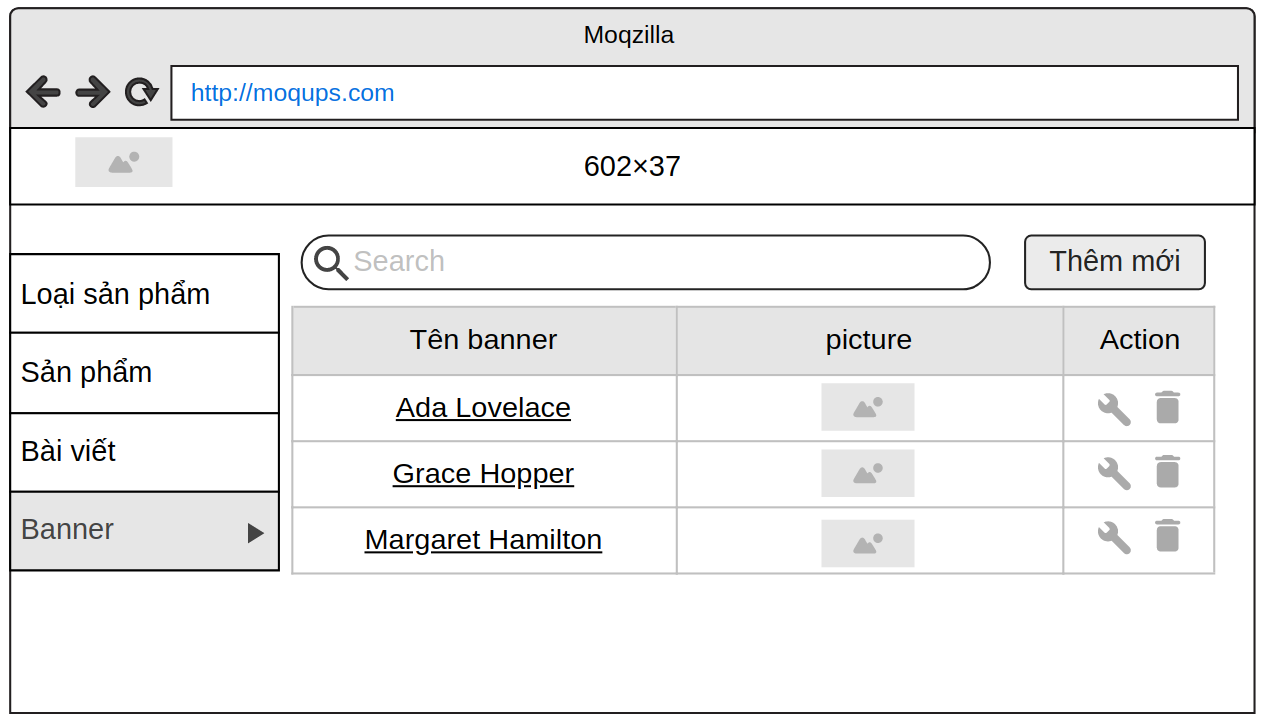 Moqzilla
http://moqups.com
602×37
Search
Thêm mới
Loại sản phẩm
Sản phẩm
Bài viết
Banner
Tên banner
picture
Action
Ada Lovelace
Grace Hopper
Margaret Hamilton